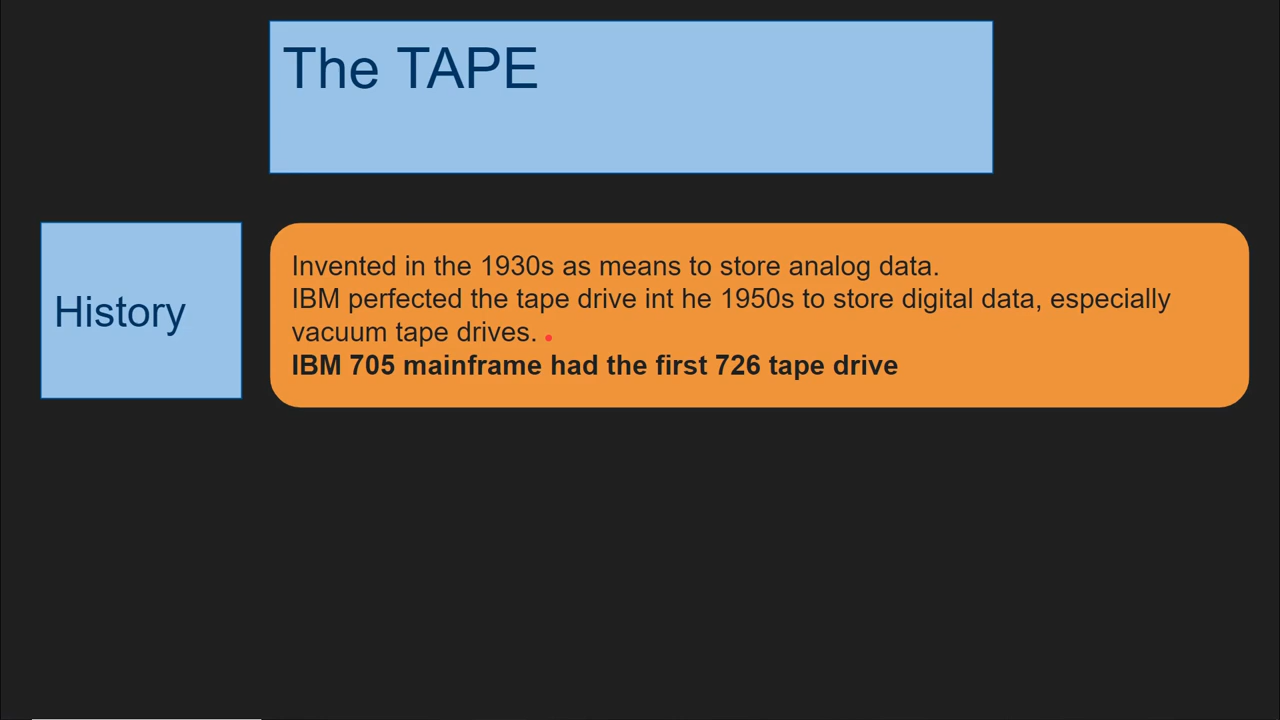 The TAPE
History
Invented in the 1930s as means to store analog data.
IBM perfected the tape drive int he 1950s to store digital data, especially
vacuum tape drives.
IBM 705 mainframe had the first 726 tape drive